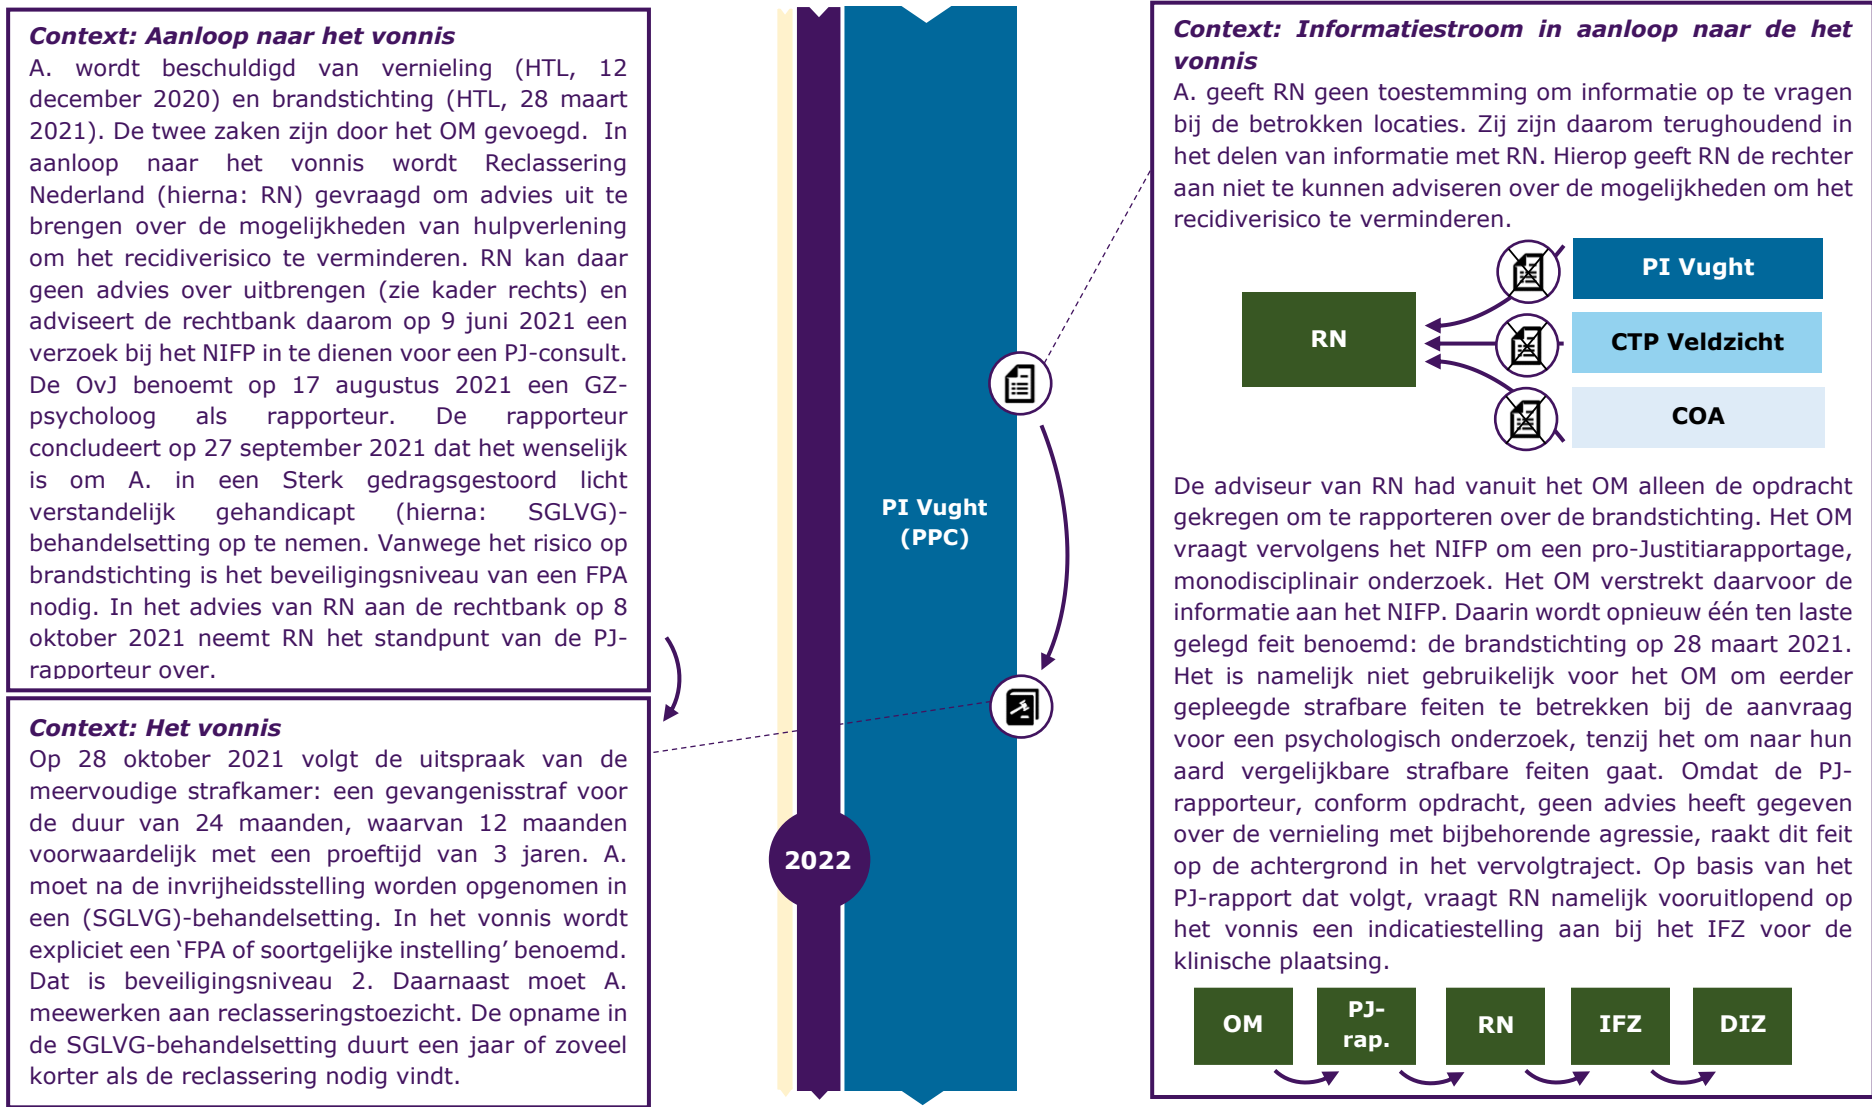 Context: Aanloop naar het vonnis
A. wordt beschuldigd van vernieling (HTL, 12
december 2020) en brandstichting (HTL, 28 maart
2021). De twee zaken zijn door het OM gevoegd. In
aanloop naar het vonnis wordt Reclassering
Nederland (hierna: RN) gevraagd om advies uit te
brengen over de mogelijkheden van hulpverlening
om het recidiverisico te verminderen. RN kan daar
geen advies over uitbrengen (zie kader rechts) en
adviseert de rechtbank daarom op 9 juni 2021 een
verzoek bij het NIFP in te dienen voor een PJ-consult.
De OvJ benoemt op 17 augustus 2021 een GZ-
psycholoog als rapporteur. De rapporteur
concludeert op 27 september 2021 dat het wenselijk
is om A. in een Sterk gedragsgestoord licht
verstandelijk gehandicapt (hierna: SGLVG)-
behandelsetting op te nemen. Vanwege het risico op
brandstichting is het beveiligingsniveau van een FPA
nodig. In het advies van RN aan de rechtbank op 8
oktober 2021 neemt RN het standpunt van de PJ-
rapporteur over.
Context: Het vonnis
Op 28 oktober 2021 volgt de uitspraak van de
meervoudige strafkamer: een gevangenisstraf voor
de duur van 24 maanden, waarvan 12 maanden
voorwaardelijk met een proeftijd van 3 jaren. A.
moet na de invrijheidsstelling worden opgenomen in
een (SGLVG)-behandelsetting. In het vonnis wordt
expliciet een ‘FPA of soortgelijke instelling’ benoemd.
Dat is beveiligingsniveau 2. Daarnaast moet A.
meewerken aan reclasseringstoezicht. De opname in
de SGLVG-behandelsetting duurt een jaar of zoveel
korter als de reclassering nodig vindt.
PI Vught
(PPC)
2022
Context: Informatiestroom in aanloop naar de het
vonnis
A. geeft RN geen toestemming om informatie op te vragen
bij de betrokken locaties. Zij zijn daarom terughoudend in
het delen van informatie met RN. Hierop geeft RN de rechter
aan niet te kunnen adviseren over de mogelijkheden om het
recidiverisico te verminderen.
RN
PI Vught
CTP Veldzicht
COA
De adviseur van RN had vanuit het OM alleen de opdracht
gekregen om te rapporteren over de brandstichting. Het OM
vraagt vervolgens het NIFP om een pro-Justitiarapportage,
monodisciplinair onderzoek. Het OM verstrekt daarvoor de
informatie aan het NIFP. Daarin wordt opnieuw één ten laste
gelegd feit benoemd: de brandstichting op 28 maart 2021.
Het is namelijk niet gebruikelijk voor het OM om eerder
gepleegde strafbare feiten te betrekken bij de aanvraag
voor een psychologisch onderzoek, tenzij het om naar hun
aard vergelijkbare strafbare feiten gaat. Omdat de PJ-
rapporteur, conform opdracht, geen advies heeft gegeven
over de vernieling met bijbehorende agressie, raakt dit feit
op de achtergrond in het vervolgtraject. Op basis van het
PJ-rapport dat volgt, vraagt RN namelijk vooruitlopend op
het vonnis een indicatiestelling aan bij het IFZ voor de
klinische plaatsing.
OM
PJ-
rap.
RN
IFZ
DIZ